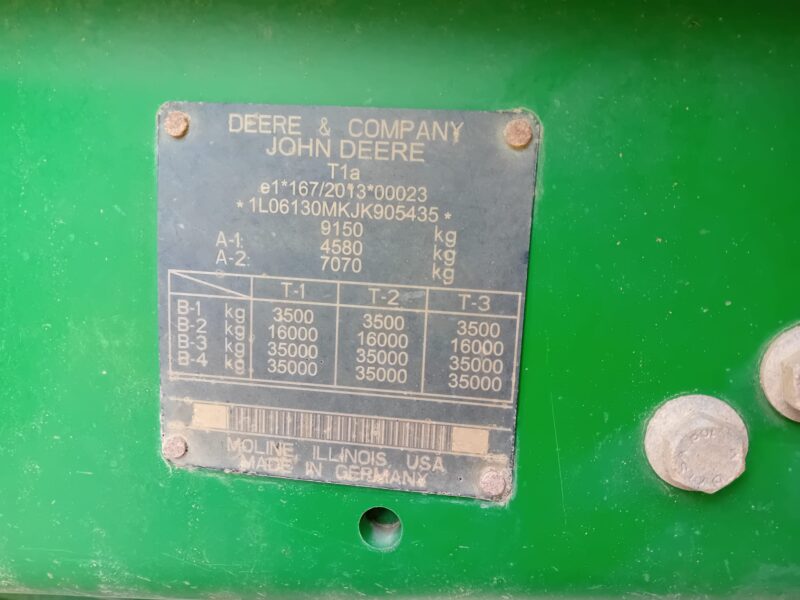 DEERE & COMPANY
JOHN DEERE
T1a
e1*167/2013*00023
*1L06130MKJK905435*
9150 kg
A-1: 4580 kg
A-2: 7070 kg
T-1 T-2 T-3
B-1 kg 3500 3500 3500
B-2 kg 16000 16000 16000
B-3 kg 35000 35000 35000
B-4 kg 35000 35000 35000
MOLINE, ILLINOIS, USA
MADE IN GERMANY